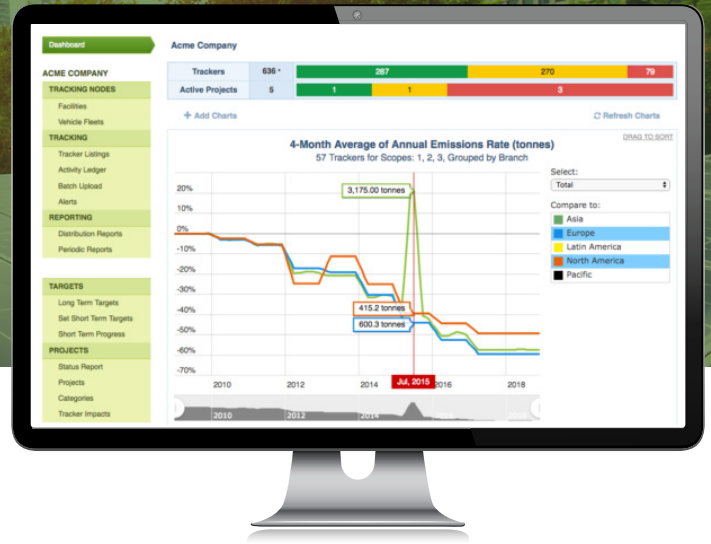 Dashboard
Acme Company
ACME COMPANY
TRACKING NODES
Facilities
Vehicle Fleets
TRACKING
Tracker Listings
Activity Ledger
Batch Upload
Alerts
REPORTING
Distribution Reports
Periodic Reports
TARGETS
Long Term Targets
Set Short Term Targets
Short Term Progress
PROJECTS
Status Report
Projects
Categories
Tracker Impacts
Trackers 636 287 270 79
Active Projects 5 1 1 3
+ Add Charts
Refresh Charts
DRAG TO SORT
4-Month Average of Annual Emissions Rate (tonnes)
57 Trackers for Scopes: 1, 2, 3, Grouped by Branch
20%
10%
0%
-10%
-20%
-30%
-40%
-50%
-60%
-70%
3,175.00 tonnes
415.2 tonnes
600.3 tonnes
2010 2012 2014 Jul, 2015 2016 2018
2010 2012 2014 2016 2018
Select:
Total
Compare to:
Asia
Europe
Latin America
North America
Pacific